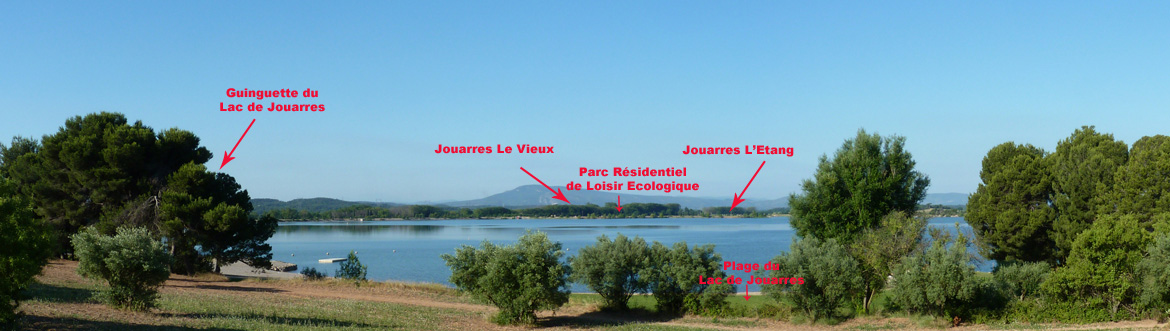 Guinguette du
Lac de Jouarres
Jouarres Le Vieux
Parc Résidentiel
de Loisir Ecologique
Jouarres L'Etang
Plage du
Lac de Jouarres